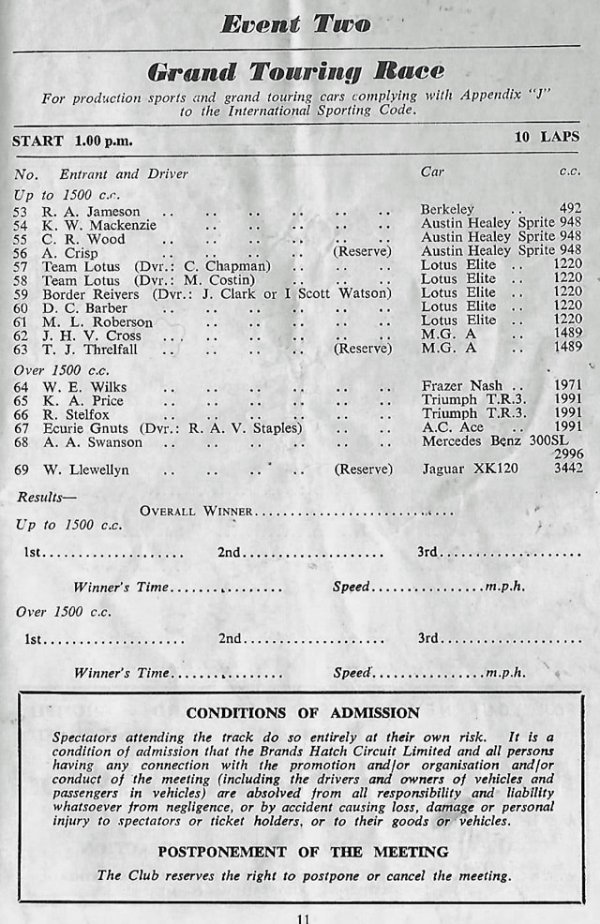 Event Two
Grand Touring Race
For production sports and grand touring cars complying with Appendix "J"
to the International Sporting Code.
START 1.00 p.m. 10 LAPS
No. Entrant and Driver Car c.c.
Up to 1500 c.c.
53 R. A. Jameson .. .. .. .. .. .. Berkeley .. 492
54 K. W. Mackenzie .. .. .. .. .. Austin Healey Sprite 948
55 C. R. Wood .. .. .. .. .. .. Austin Healey Sprite 948
56 A. Crisp .. .. .. .. (Reserve) Austin Healey Sprite 948
57 Team Lotus (Dvr.: C. Chapman) .. .. .. Lotus Elite .. 1220
58 Team Lotus (Dvr.: M. Costin) .. .. .. Lotus Elite .. 1220
59 Border Reivers (Dvr.: J. Clark or I Scott Watson) Lotus Elite .. 1220
60 D. C. Barber .. .. .. .. .. .. Lotus Elite .. 1220
61 M. L. Roberson .. .. .. .. .. Lotus Elite .. 1220
62 J. H. V. Cross ... .. .. .. .. .. M.G. A .. 1489
63 T. J. Threlfall .. .. .. .. (Reserve) M.G. A .. 1489
Over 1500 c.c.
64 W. E. Wilks .. .. .. .. .. .. Frazer Nash .. 1971
65 K. A. Price .. .. .. .. .. .. Triumph T.R.3. 1991
66 R. Stelfox .. .. .. .. .. .. Triumph T.R.3. 1991
67 Ecurie Gnuts (Dvr.: R. A. V. Staples) .. .. A.C. Ace .. 1991
68 A. A. Swanson .. .. .. .. .. .. Mercedes Benz 300SL
2996
69 W. Llewellyn .. .. .. .. (Reserve) Jaguar XK120 3442
Results—
OVERALL WINNER..........................
Up to 1500 c.c.
1st................... 2nd................... 3rd...................
Winner's Time............... Speed...............m.p.h.
Over 1500 c.c.
1st................... 2nd................... 3rd...................
Winner's Time............... Speed...............m.p.h.
CONDITIONS OF ADMISSION
Spectators attending the track do so entirely at their own risk. It is a
condition of admission that the Brands Hatch Circuit Limited and all persons
having any connection with the promotion and/or organisation and/or
conduct of the meeting (including the drivers and owners of vehicles and
passengers in vehicles) are absolved from all responsibility and liability
whatsoever from negligence, or by accident causing loss, damage or personal
injury to spectators or ticket holders, or to their goods or vehicles.
POSTPONEMENT OF THE MEETING
The Club reserves the right to postpone or cancel the meeting.
11